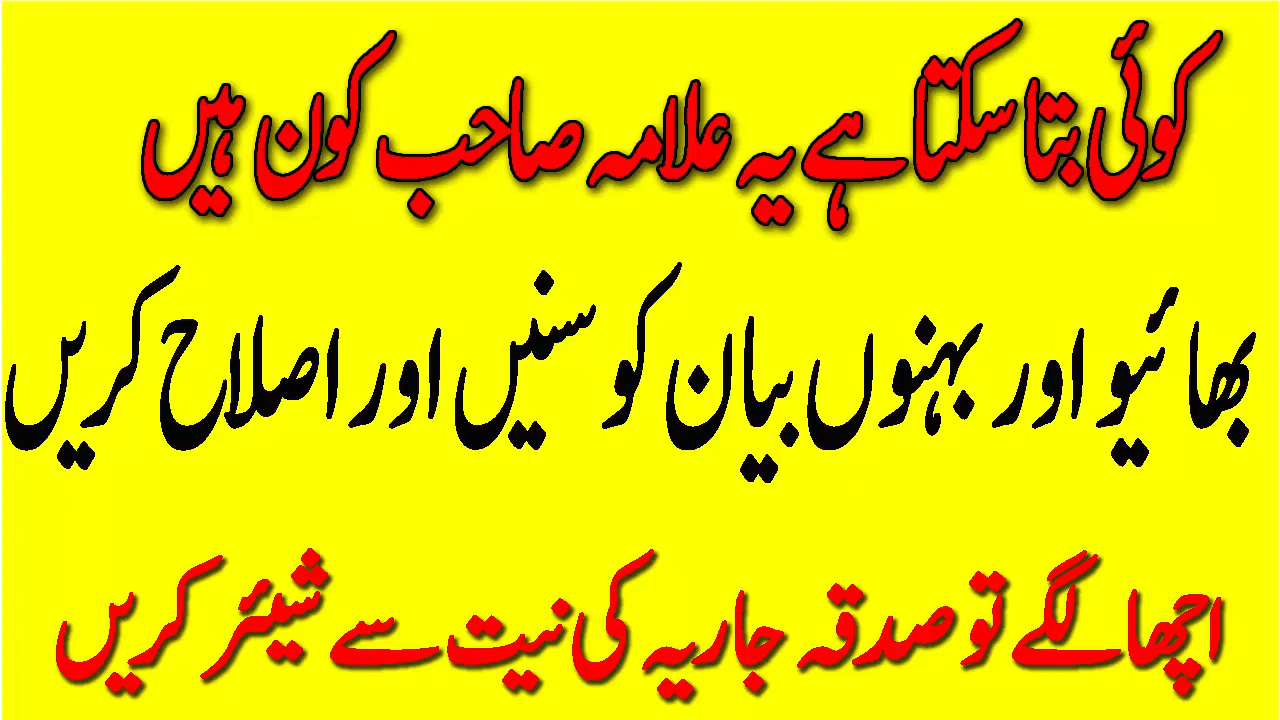 کوئی بتا سکتا ہے یہ علامہ صاحب کون ہیں
بھائیو اور بہنوں بیان کو سنیں اور اصلاح کریں
اچھا لگے تو صدقہ جاریہ کی نیت سے شیئر کریں